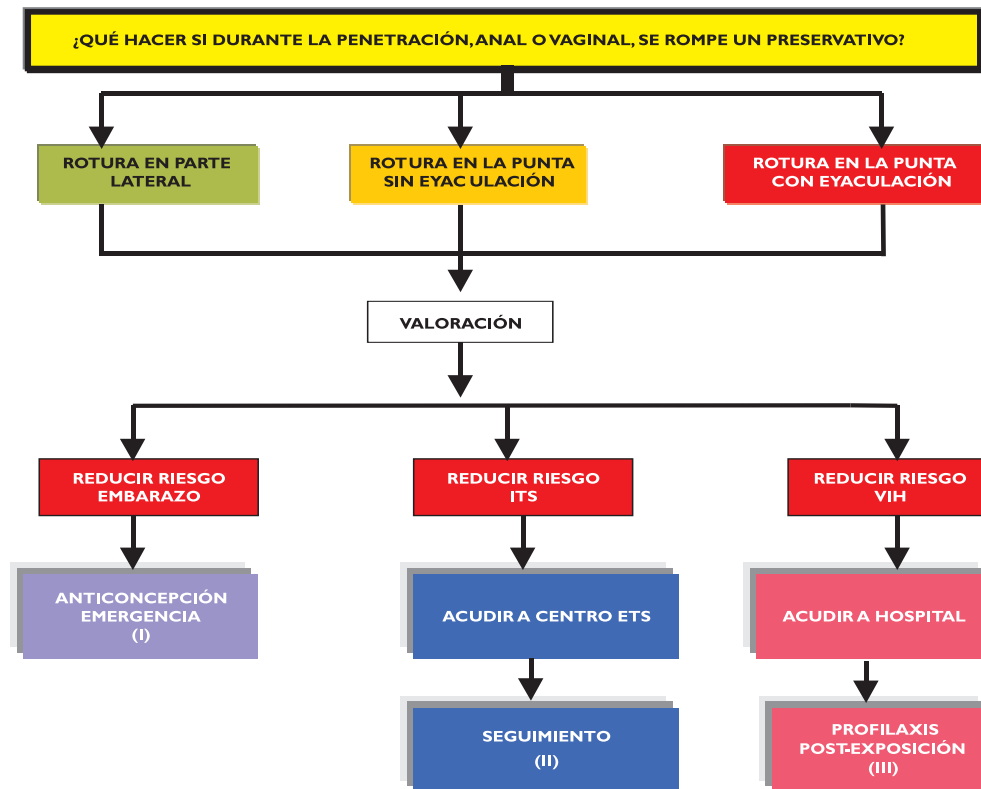 ¿QUÉ HACER SI DURANTE LA PENETRACIÓN, ANAL O VAGINAL, SE ROMPE UN PRESERVATIVO?
ROTURA EN PARTE
LATERAL
ROTURA EN LA PUNTA
SIN EYAC ULACIÓN
ROTURA EN LA PUNTA
CON EYACULACIÓN
VALORACIÓN
REDUCIR RIESGO
EMBARAZO
REDUCIR RIESGO
ITS
REDUCIR RIESGO
VIH
ANTICONCEPCIÓN
EMERGENCIA
(I)
ACUDIR A CENTRO ETS
ACUDIR A HOSPITAL
SEGUIMIENTO
(II)
PROFILAXIS
POST-EXPOSICIÓN
(III)